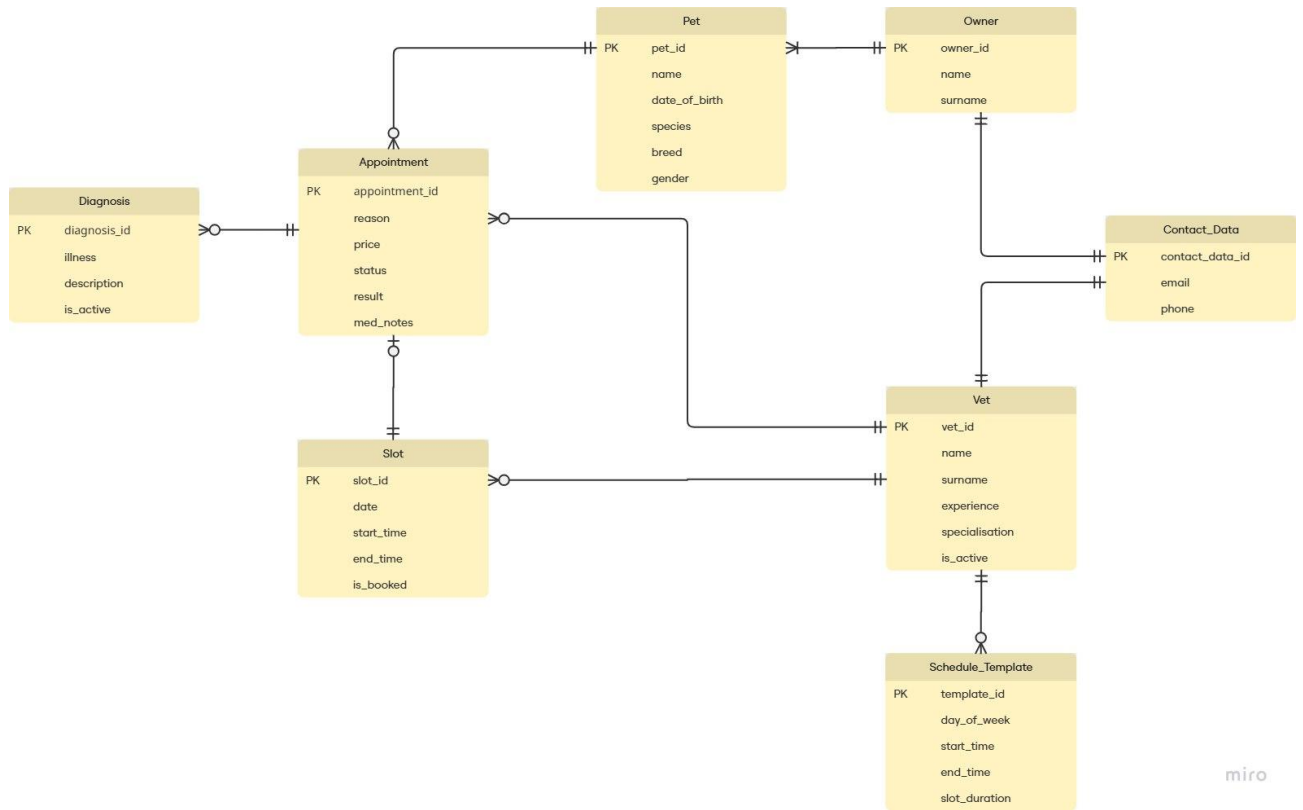 Pet
PK pet_id
name
date_of_birth
species
breed
gender
Owner
PK owner_id
name
surname
Appointment
PK appointment_id
reason
price
status
result
med_notes
Diagnosis
PK diagnosis_id
illness
description
is_active
Contact_Data
PK contact_data_id
email
phone
Slot
PK slot_id
date
start_time
end_time
is_booked
Vet
PK vet_id
name
surname
experience
specialisation
is_active
Schedule_Template
PK template_id
day_of_week
start_time
end_time
slot_duration
miro